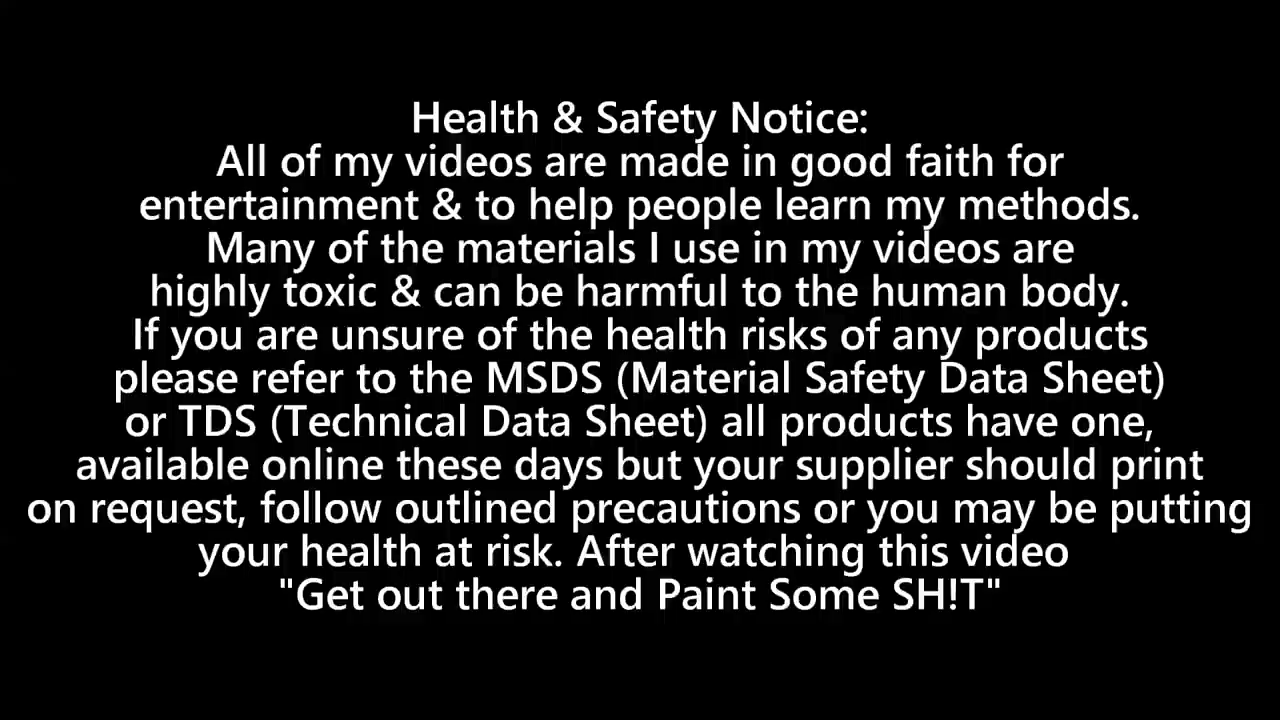 Health & Safety Notice:
All of my videos are made in good faith for
entertainment & to help people learn my methods.
Many of the materials I use in my videos are
highly toxic & can be harmful to the human body.
If you are unsure of the health risks of any products
please refer to the MSDS (Material Safety Data Sheet)
or TDS (Technical Data Sheet) all products have one,
available online these days but your supplier should print
on request, follow outlined precautions or you may be putting
your health at risk. After watching this video
"Get out there and Paint Some SH!T"